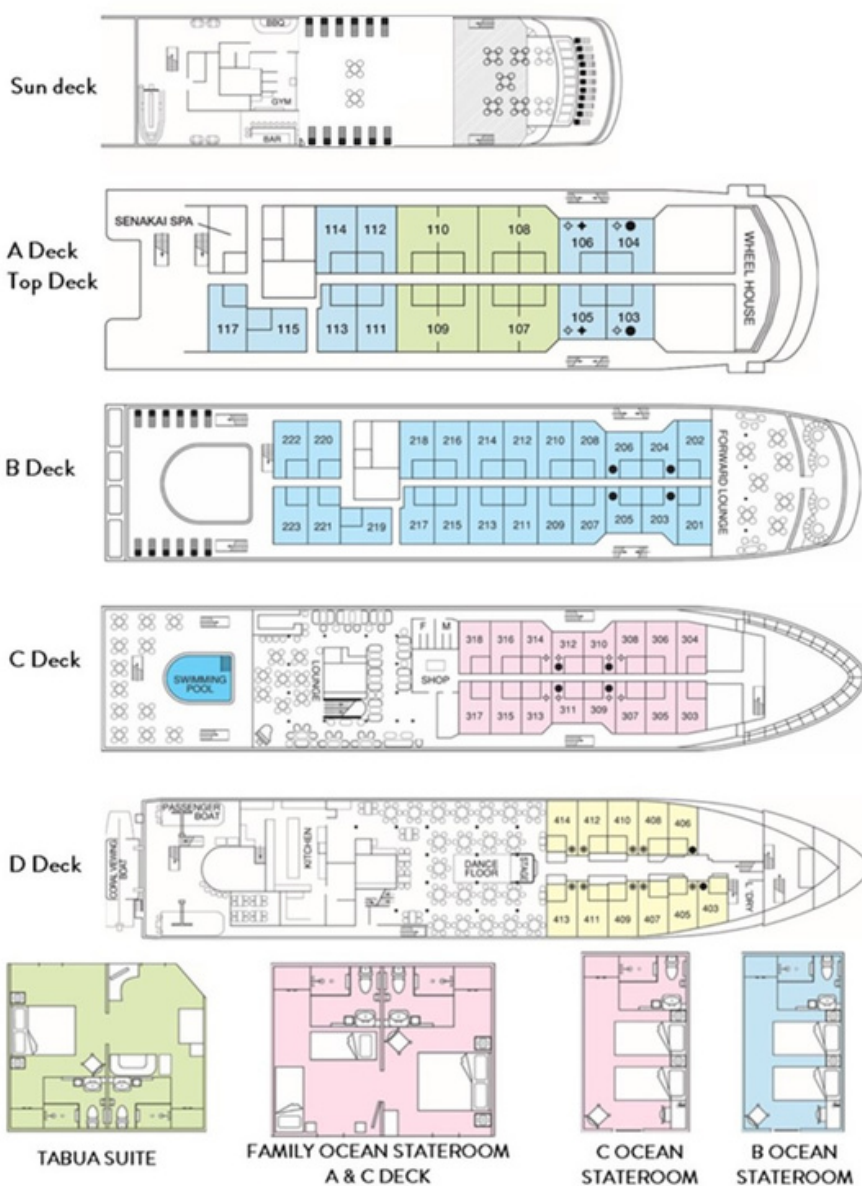 Sun deck
BBQ
GYM
BAR
A Deck
Top Deck
SENAKAI SPA
114 112 110 108 106 104
117 115 113 111 109 107 105 103
WHEEL HOUSE
B Deck
222 220 218 216 214 212 210 208 206 204 202
223 221 219 217 215 213 211 209 207 205 203 201
FORWARD LOUNGE
C Deck
SWIMMING
POOL
LOUNGE
F M
SHOP
318 316 314 312 310 308 306 304
317 315 313 311 309 307 305 303
D Deck
CORAL VIEWING
BOAT
PASSENGER
BOAT
KITCHEN
DANCE
FLOOR
STAGE
414 412 410 408 406
413 411 409 407 405 403
L'DRY
TABUA SUITE
FAMILY OCEAN STATEROOM
A & C DECK
C OCEAN
STATEROOM
B OCEAN
STATEROOM